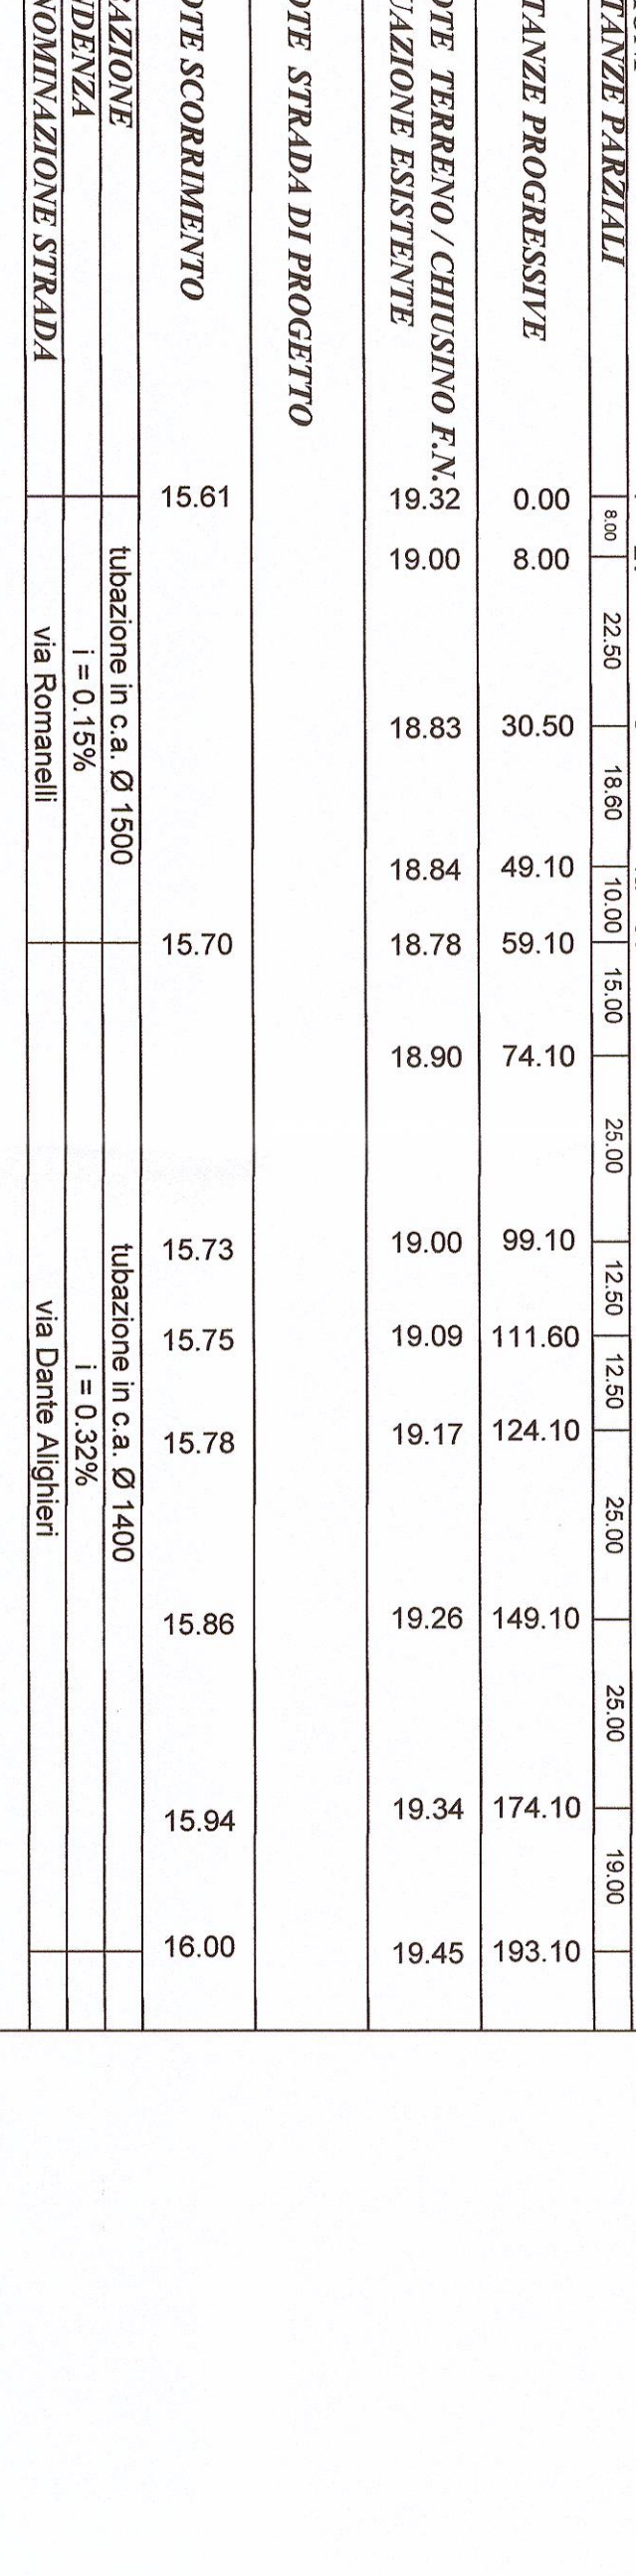 TANZE PARZIALI 8.00 22.50 18.60 10.00 15.00 25.00 12.50 12.50 25.00 25.00 19.00
TANZE PROGRESSIVE 0.00 8.00 30.50 49.10 59.10 74.10 99.10 111.60 124.10 149.10 174.10 193.10
OTE TERRENO / CHIUSINO F.N. 19.32 19.00 18.83 18.84 18.78 18.90 19.00 19.09 19.17 19.26 19.34 19.45
UAZIONE ESISTENTE
OTE STRADA DI PROGETTO
OTE SCORRIMENTO 15.61 15.70 15.73 15.75 15.78 15.86 15.94 16.00
RAZIONE tubazione in c.a. Ø 1500 tubazione in c.a. Ø 1400
DENZA i = 0.15% i = 0.32%
NOMINAZIONE STRADA via Romanelli via Dante Alighieri